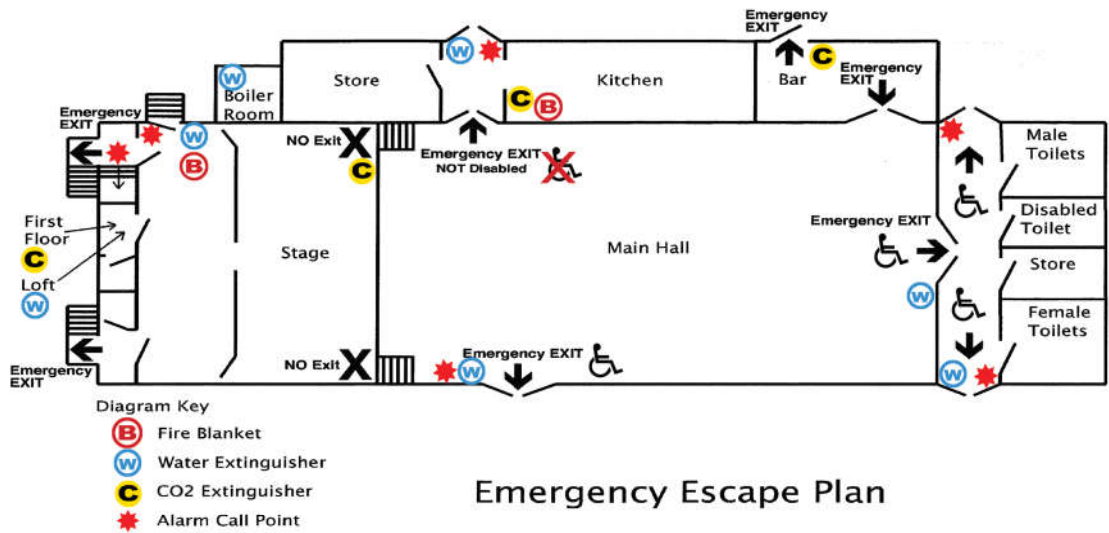 Emergency
EXIT
Emergency
EXIT
W
W
C
Store
Kitchen
Bar
Boiler
Room
C
B
Emergency
EXIT
W
B
NO Exit X
C
Emergency EXIT
NOT Disabled
Male
Toilets
First
Floor
C
Loft
W
Stage
Main Hall
Emergency EXIT
W
Disabled
Toilet
Store
Female
Toilets
Emergency
EXIT
NO Exit X
W
Emergency EXIT
W
Diagram Key
B Fire Blanket
W Water Extinguisher
C CO2 Extinguisher
Alarm Call Point
Emergency Escape Plan